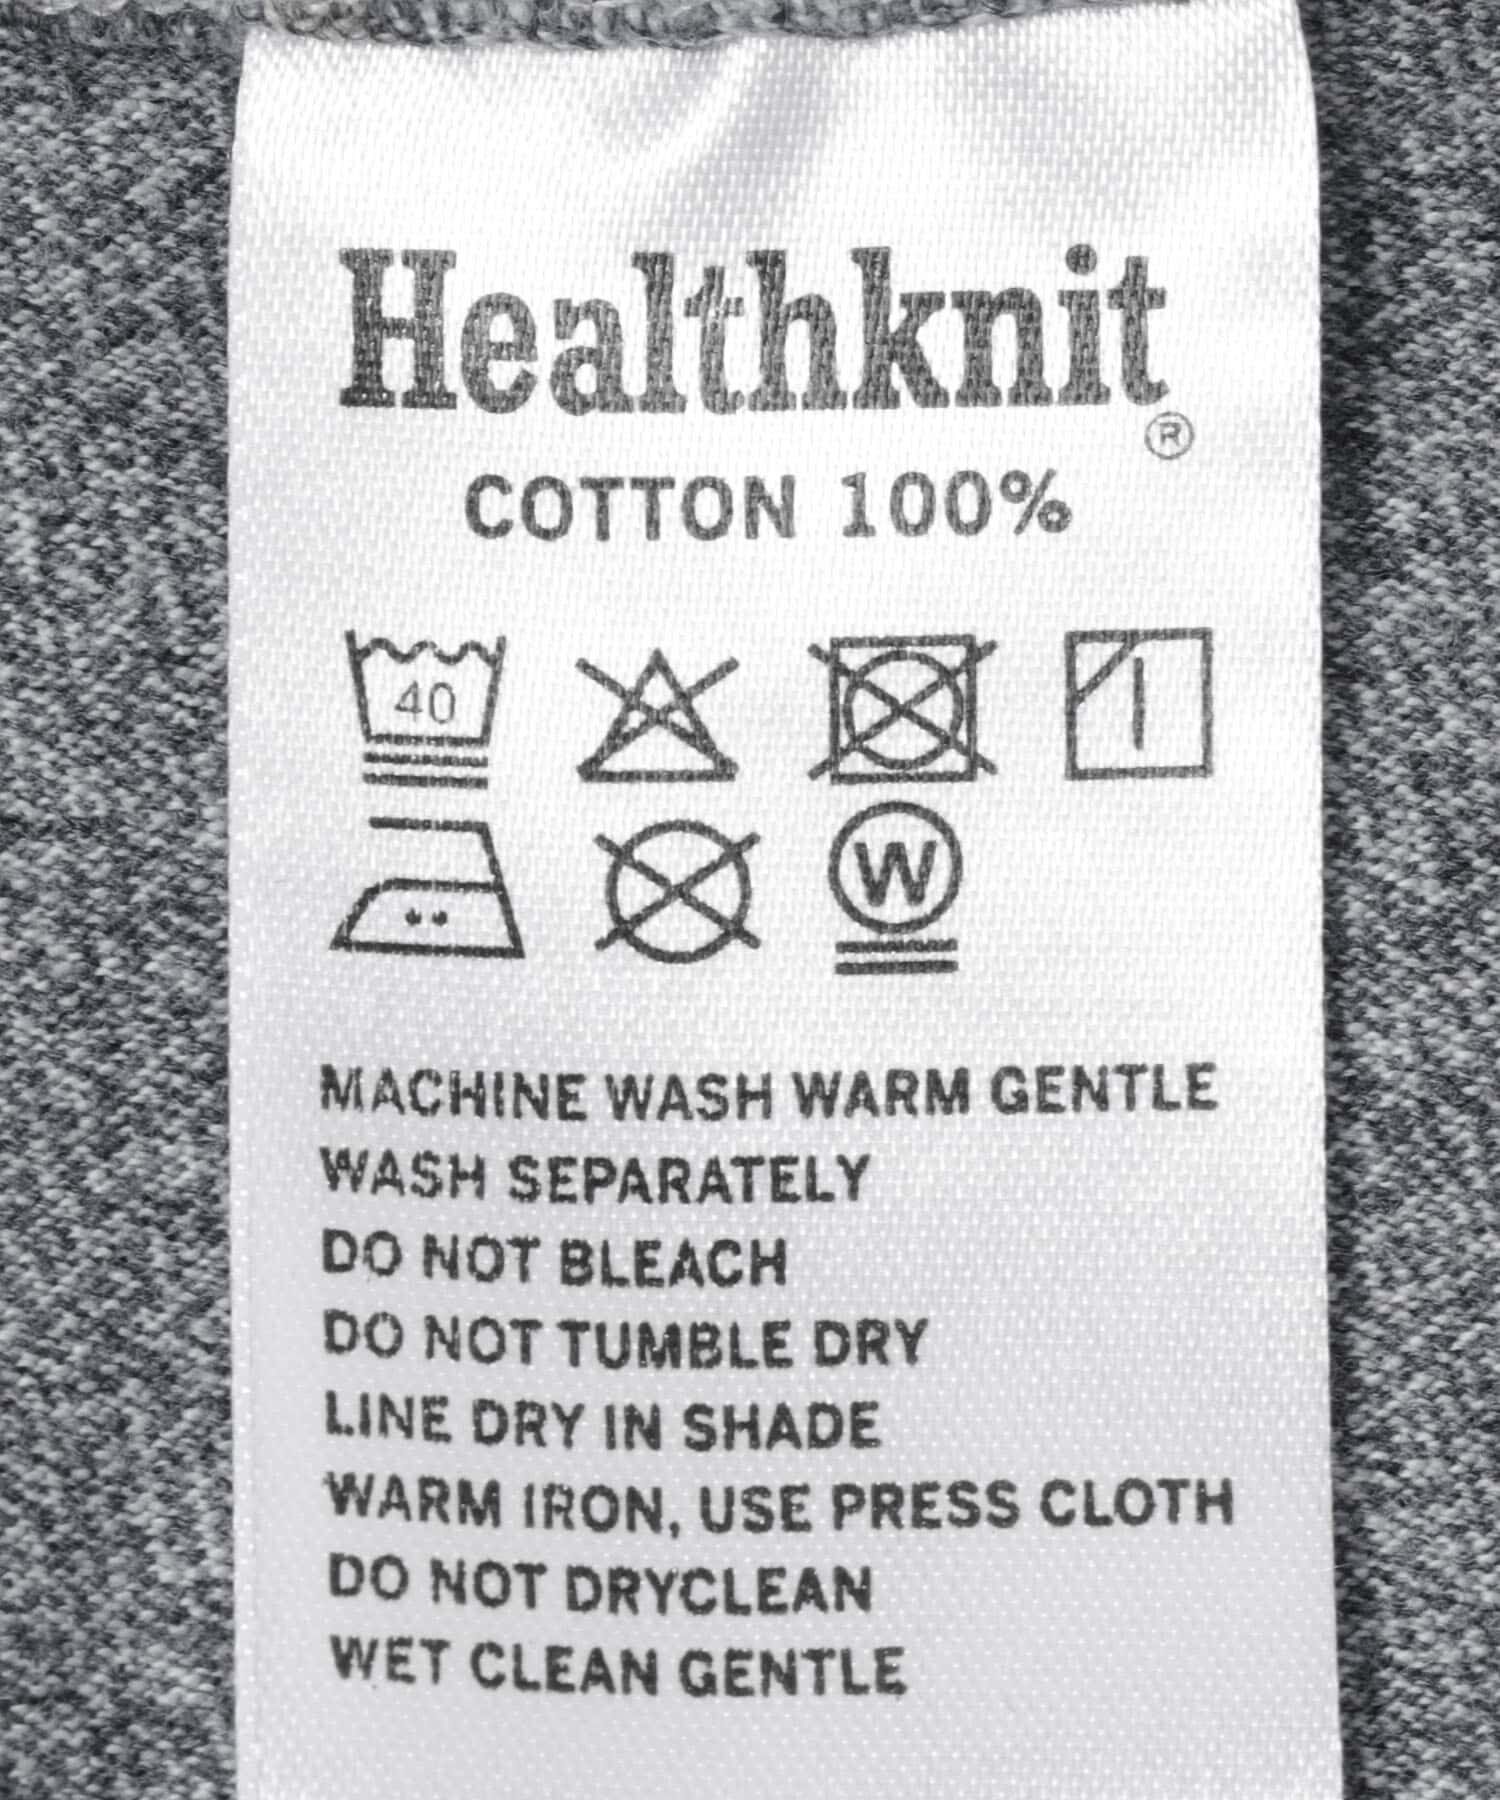 Healthknit
®
COTTON 100%
40
W
MACHINE WASH WARM GENTLE
WASH SEPARATELY
DO NOT BLEACH
DO NOT TUMBLE DRY
LINE DRY IN SHADE
WARM IRON, USE PRESS CLOTH
DO NOT DRYCLEAN
WET CLEAN GENTLE